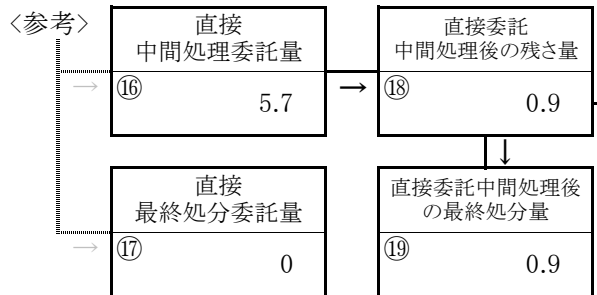 〈参考〉
直接
中間処理委託量
⑯
5.7
→
→
直接委託
中間処理後の残さ量
⑱
0.9
↓
直接
最終処分委託量
⑰
0
→
直接委託中間処理後
の最終処分量
⑲
0.9